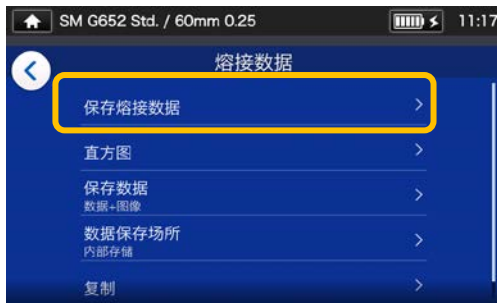 SM G652 Std. / 60mm 0.25
11:17
熔接数据
保存熔接数据
直方图
保存数据
数据+图像
数据保存场所
内部存储
复制